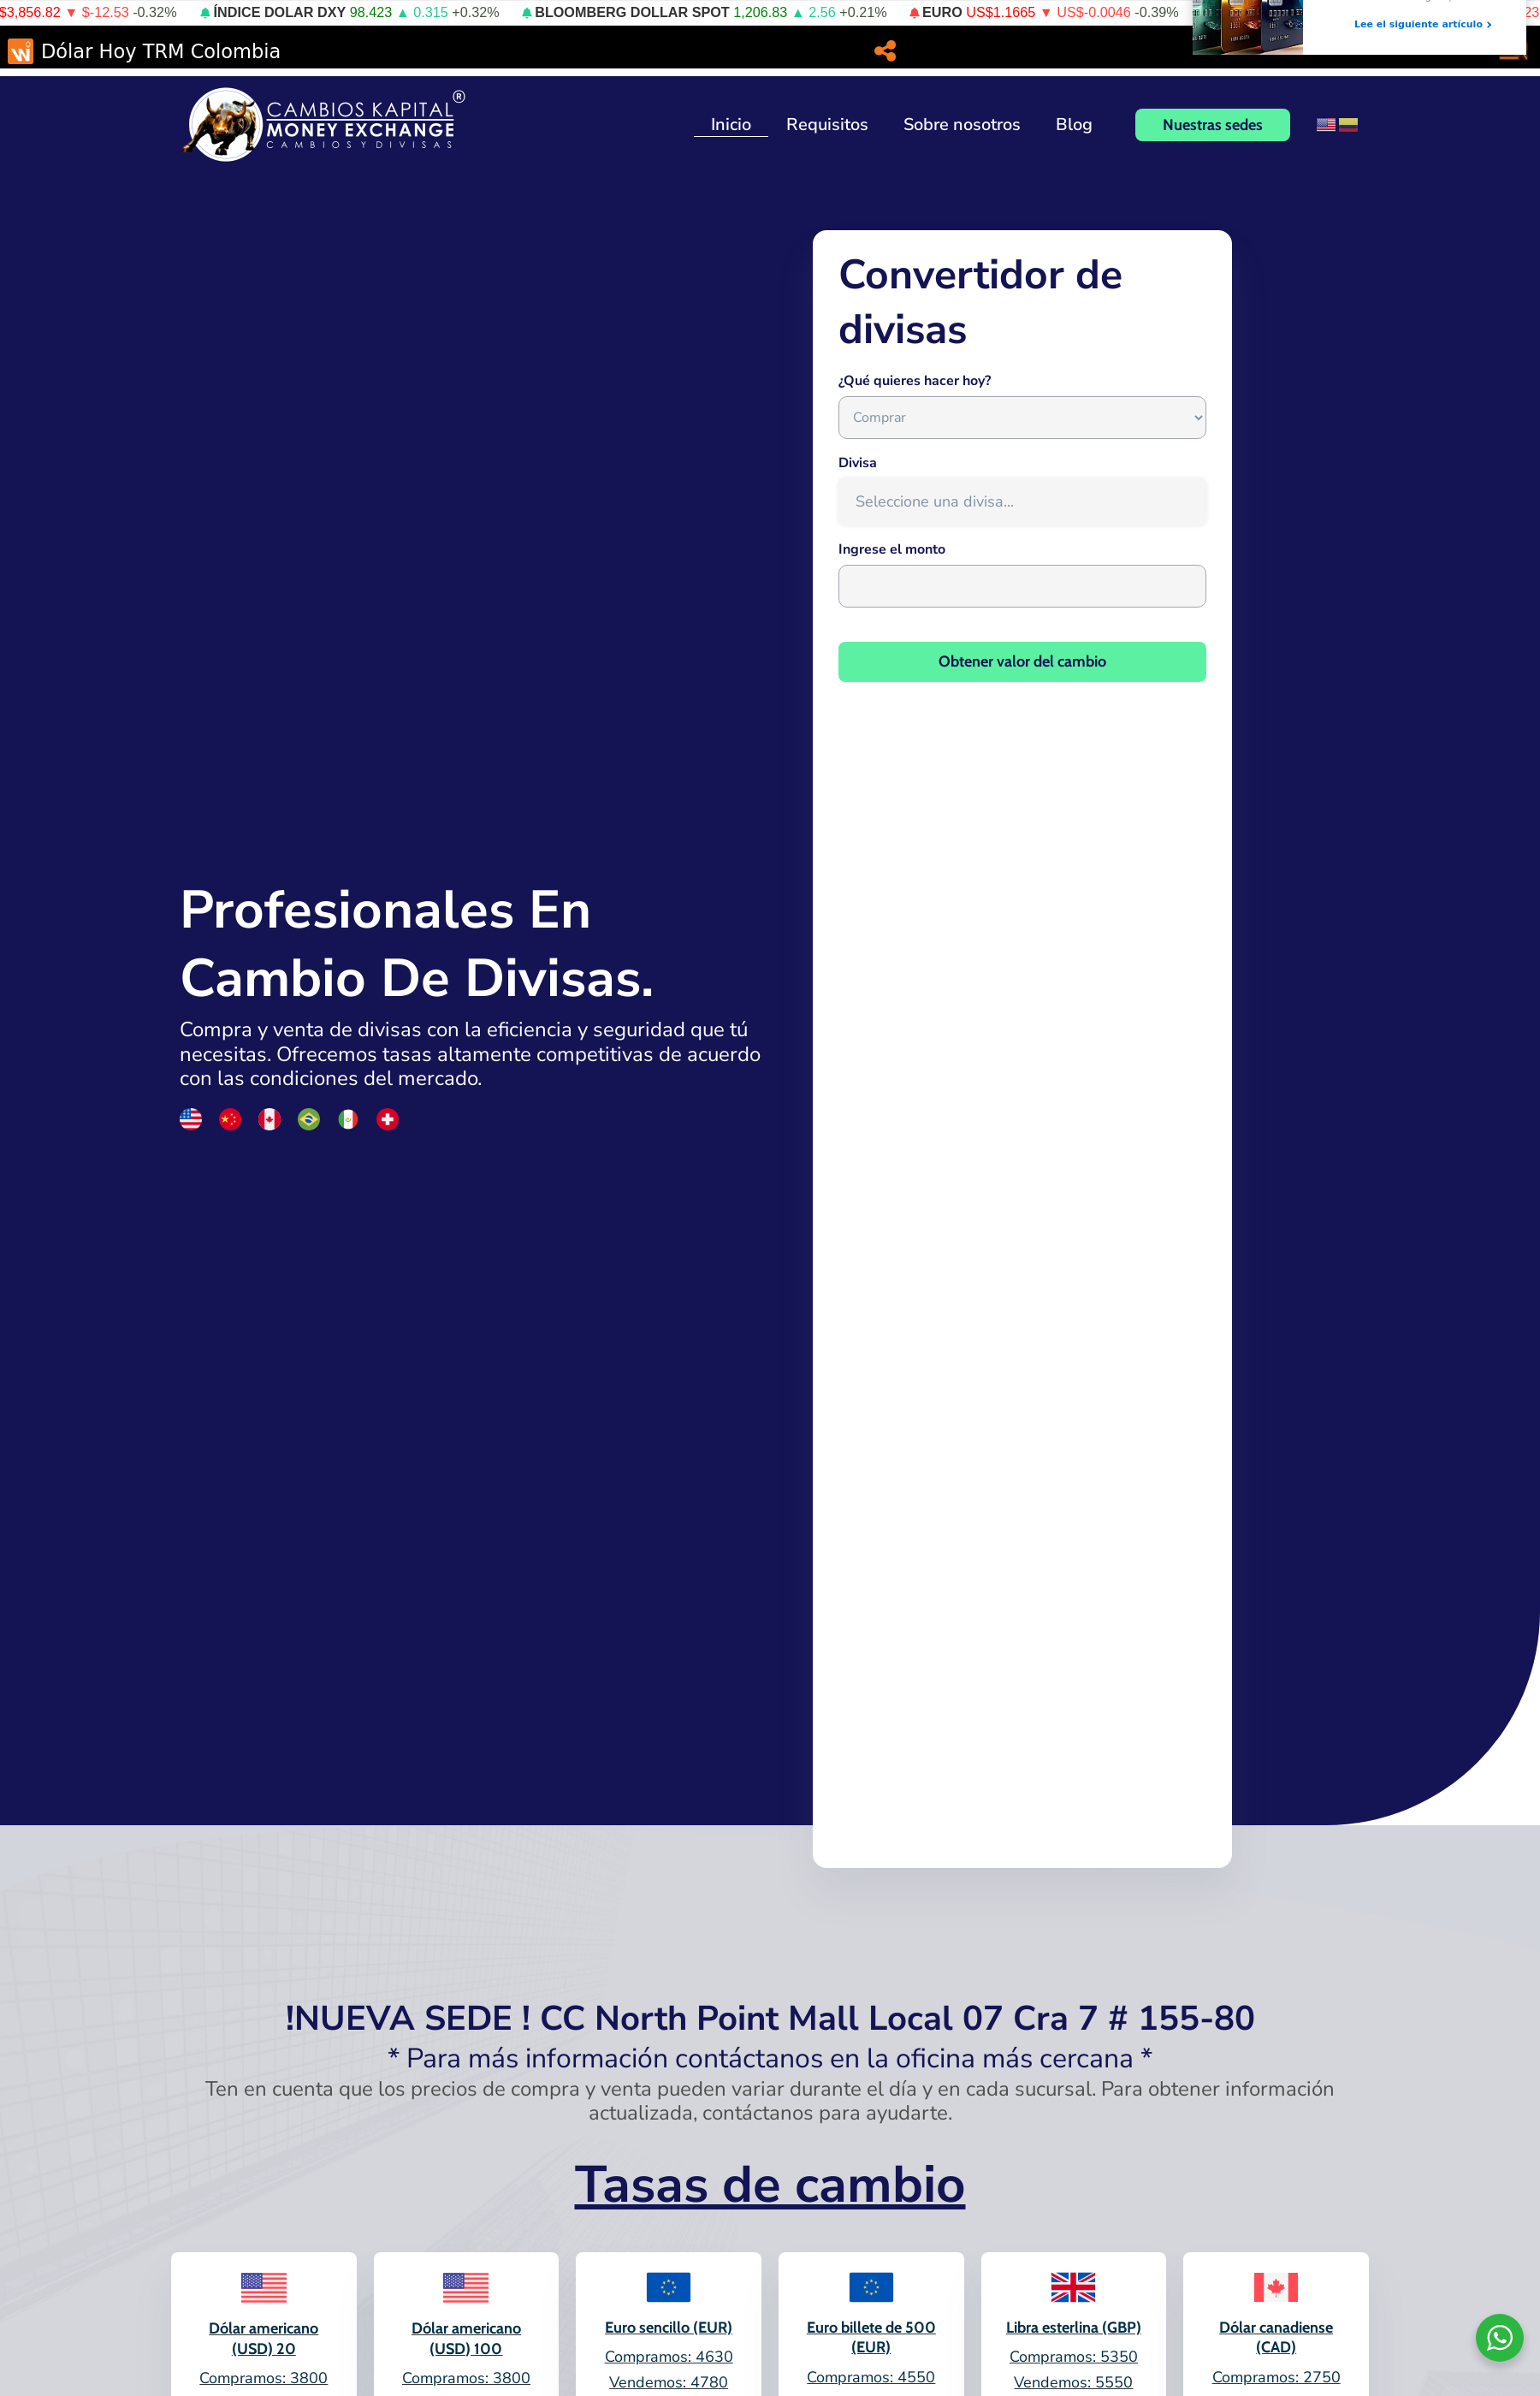 $3,856.82 ▼ $-12.53 -0.32% ÍNDICE DOLAR DXY 98.423 ▲ 0.315 +0.32% BLOOMBERG DOLLAR SPOT 1,206.83 ▲ 2.56 +0.21% EURO US$1.1665 ▼ US$-0.0046 -0.39%
Lee el siguiente artículo ›
Dólar Hoy TRM Colombia
CAMBIOS KAPITAL®
MONEY EXCHANGE
CAMBIOS Y DIVISAS
Inicio Requisitos Sobre nosotros Blog Nuestras sedes
Convertidor de
divisas
¿Qué quieres hacer hoy?
Comprar
Divisa
Seleccione una divisa...
Ingrese el monto
Obtener valor del cambio
Profesionales En
Cambio De Divisas.
Compra y venta de divisas con la eficiencia y seguridad que tú
necesitas. Ofrecemos tasas altamente competitivas de acuerdo
con las condiciones del mercado.
!NUEVA SEDE ! CC North Point Mall Local 07 Cra 7 # 155-80
* Para más información contáctanos en la oficina más cercana *
Ten en cuenta que los precios de compra y venta pueden variar durante el día y en cada sucursal. Para obtener información
actualizada, contáctanos para ayudarte.
Tasas de cambio
Dólar americano
(USD) 20
Compramos: 3800
Dólar americano
(USD) 100
Compramos: 3800
Euro sencillo (EUR)
Compramos: 4630
Vendemos: 4780
Euro billete de 500
(EUR)
Compramos: 4550
Libra esterlina (GBP)
Compramos: 5350
Vendemos: 5550
Dólar canadiense
(CAD)
Compramos: 2750